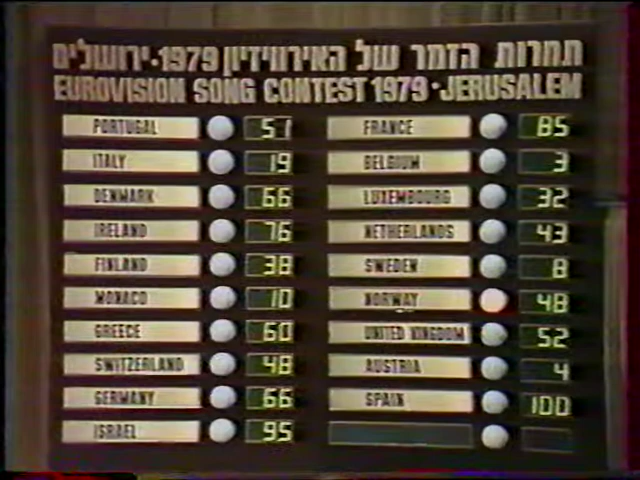 תחרות הזמר של האירוויזיון 1979 · ירושלים
EUROVISION SONG CONTEST 1979 · JERUSALEM
PORTUGAL 51
ITALY 19
DENMARK 66
IRELAND 76
FINLAND 38
MONACO 10
GREECE 60
SWITZERLAND 48
GERMANY 66
ISRAEL 95
FRANCE 85
BELGIUM 3
LUXEMBOURG 32
NETHERLANDS 43
SWEDEN 8
NORWAY 48
UNITED KINGDOM 52
AUSTRIA 4
SPAIN 100